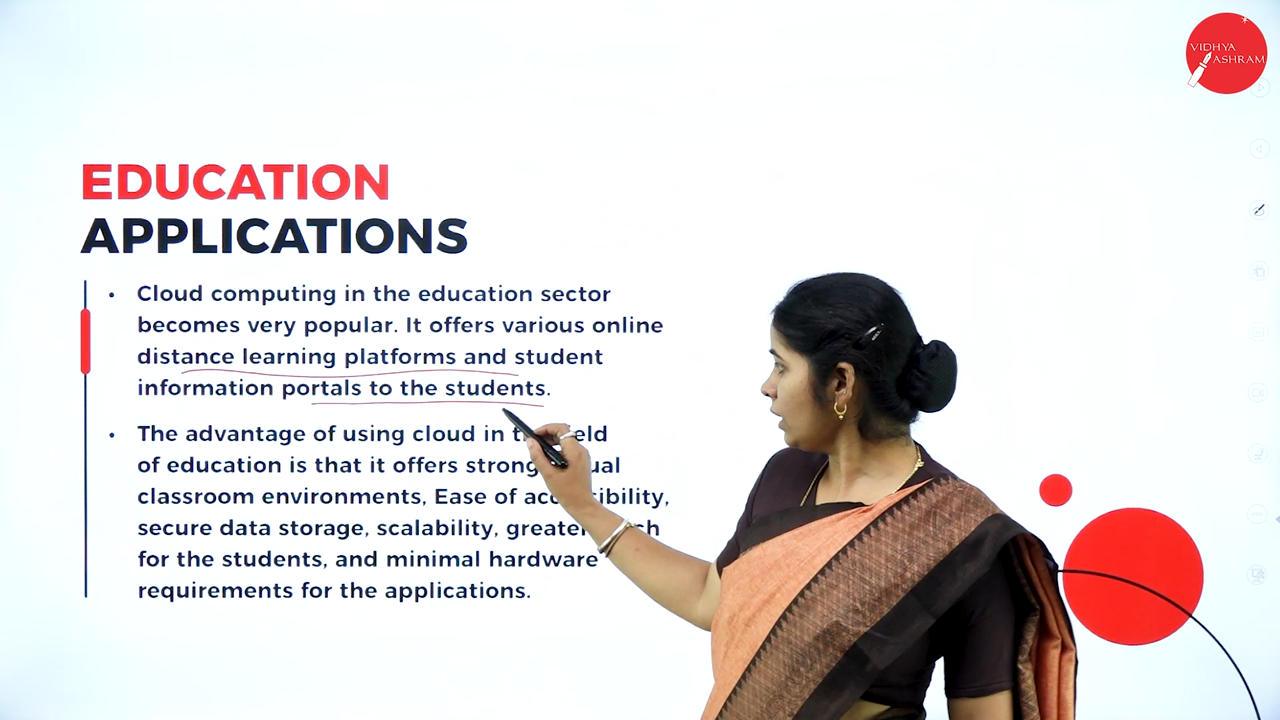 VIDHYA
ASHRAM
EDUCATION
APPLICATIONS
• Cloud computing in the education sector
becomes very popular. It offers various online
distance learning platforms and student
information portals to the students.
• The advantage of using cloud in
of education is that it offers strong
classroom environments, Ease of
secure data storage, scalability, greater
for the students, and minimal hardware
requirements for the applications.